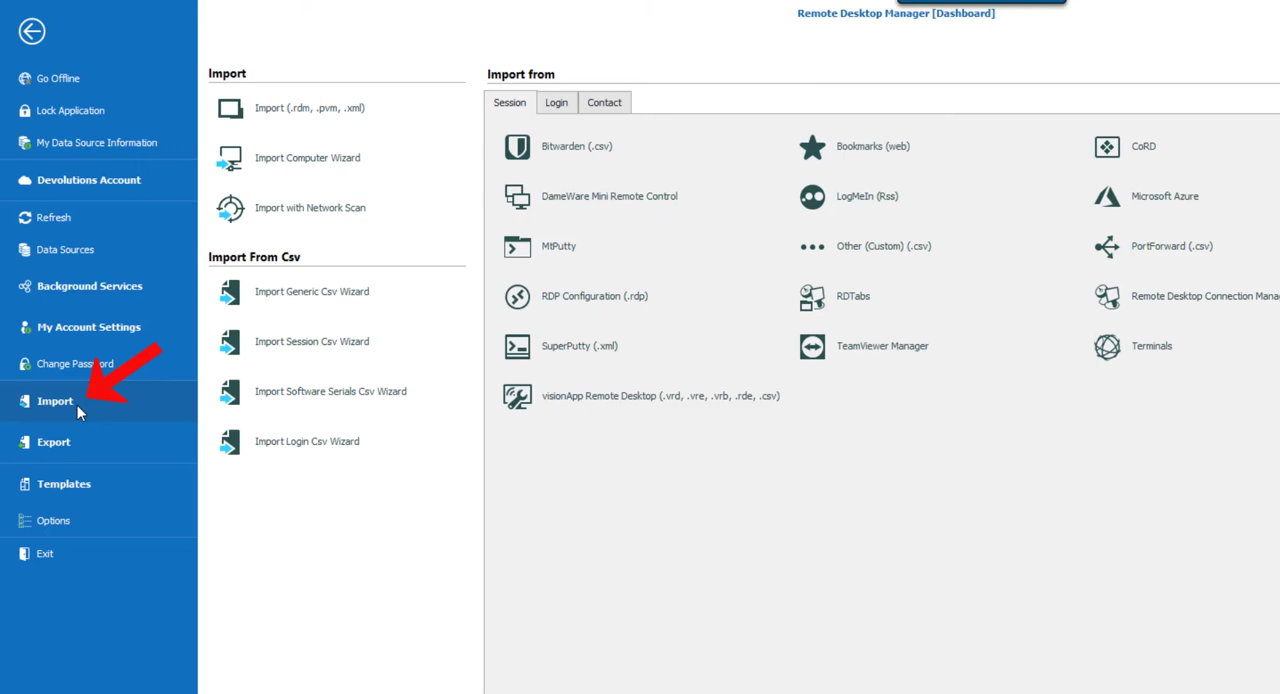 Remote Desktop Manager [Dashboard]
Go Offline
Lock Application
My Data Source Information
Devolutions Account
Refresh
Data Sources
Background Services
My Account Settings
Change Password
Import
Export
Templates
Options
Exit
Import
Import (.rdm, .pvm, .xml)
Import Computer Wizard
Import with Network Scan
Import From Csv
Import Generic Csv Wizard
Import Session Csv Wizard
Import Software Serials Csv Wizard
Import Login Csv Wizard
Import from
Session Login Contact
Bitwarden (.csv) Bookmarks (web) CoRD
DameWare Mini Remote Control LogMeIn (Rss) Microsoft Azure
MtPutty Other (Custom) (.csv) PortForward (.csv)
RDP Configuration (.rdp) RDTabs Remote Desktop Connection Mana
SuperPutty (.xml) TeamViewer Manager Terminals
visionApp Remote Desktop (.vrd, .vre, .vrb, .rde, .csv)